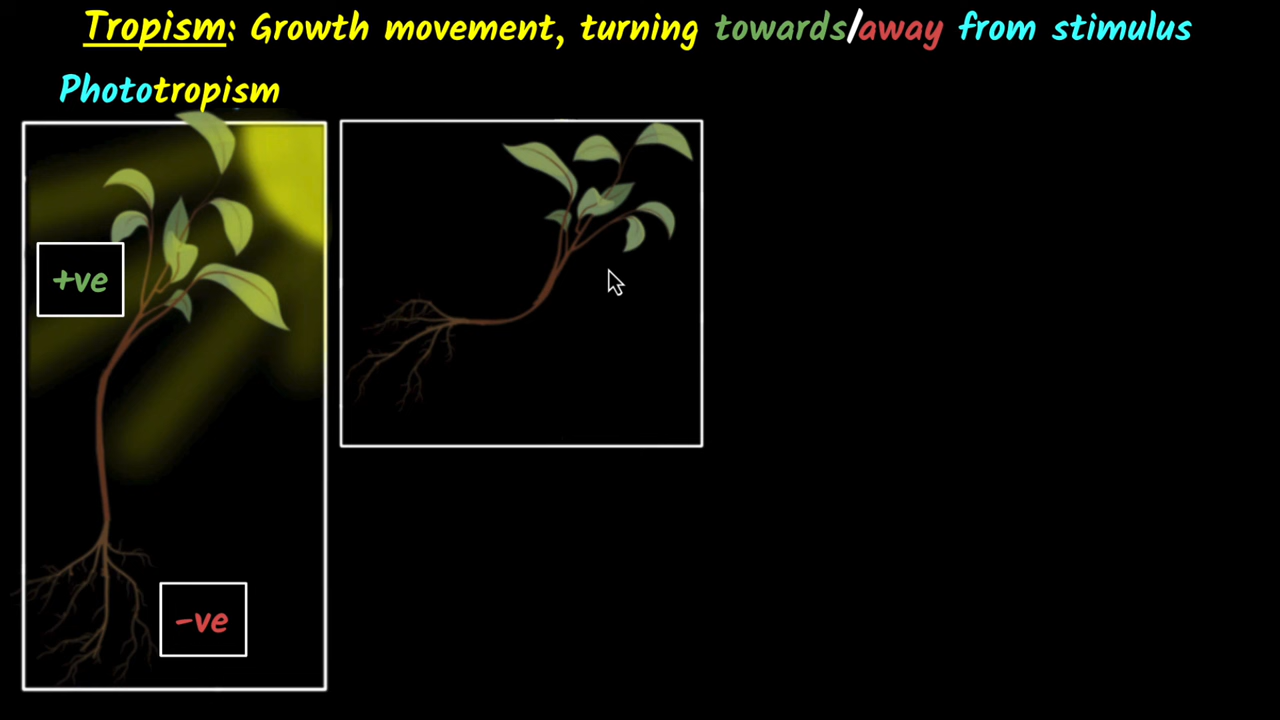 Tropism: Growth movement, turning towards/away from stimulus
Phototropism
+ve
-ve